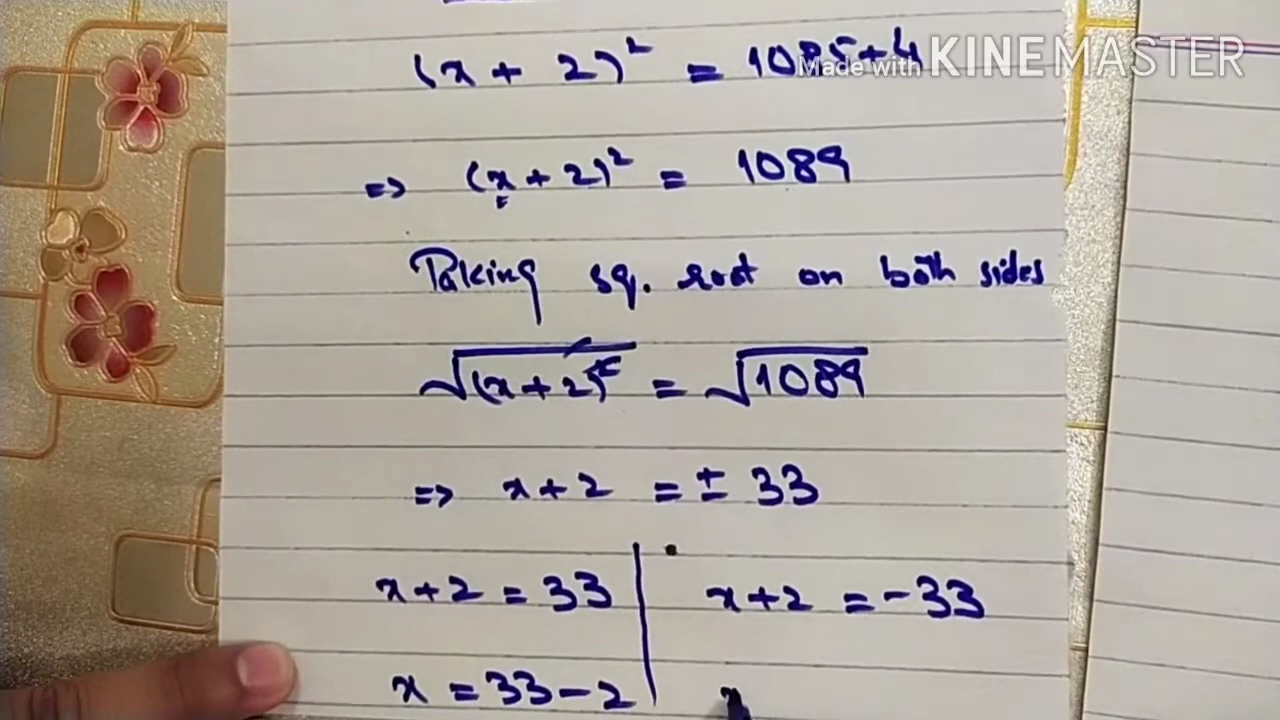 (x + 2)² = 1085+4
Made with KINEMASTER
=> (x + 2)² = 1089
Taking sq. root on both sides
√(x+2)² = √1089
=> x+2 = ± 33
x+2 = 33 | x+2 = -33
x = 33-2 | x